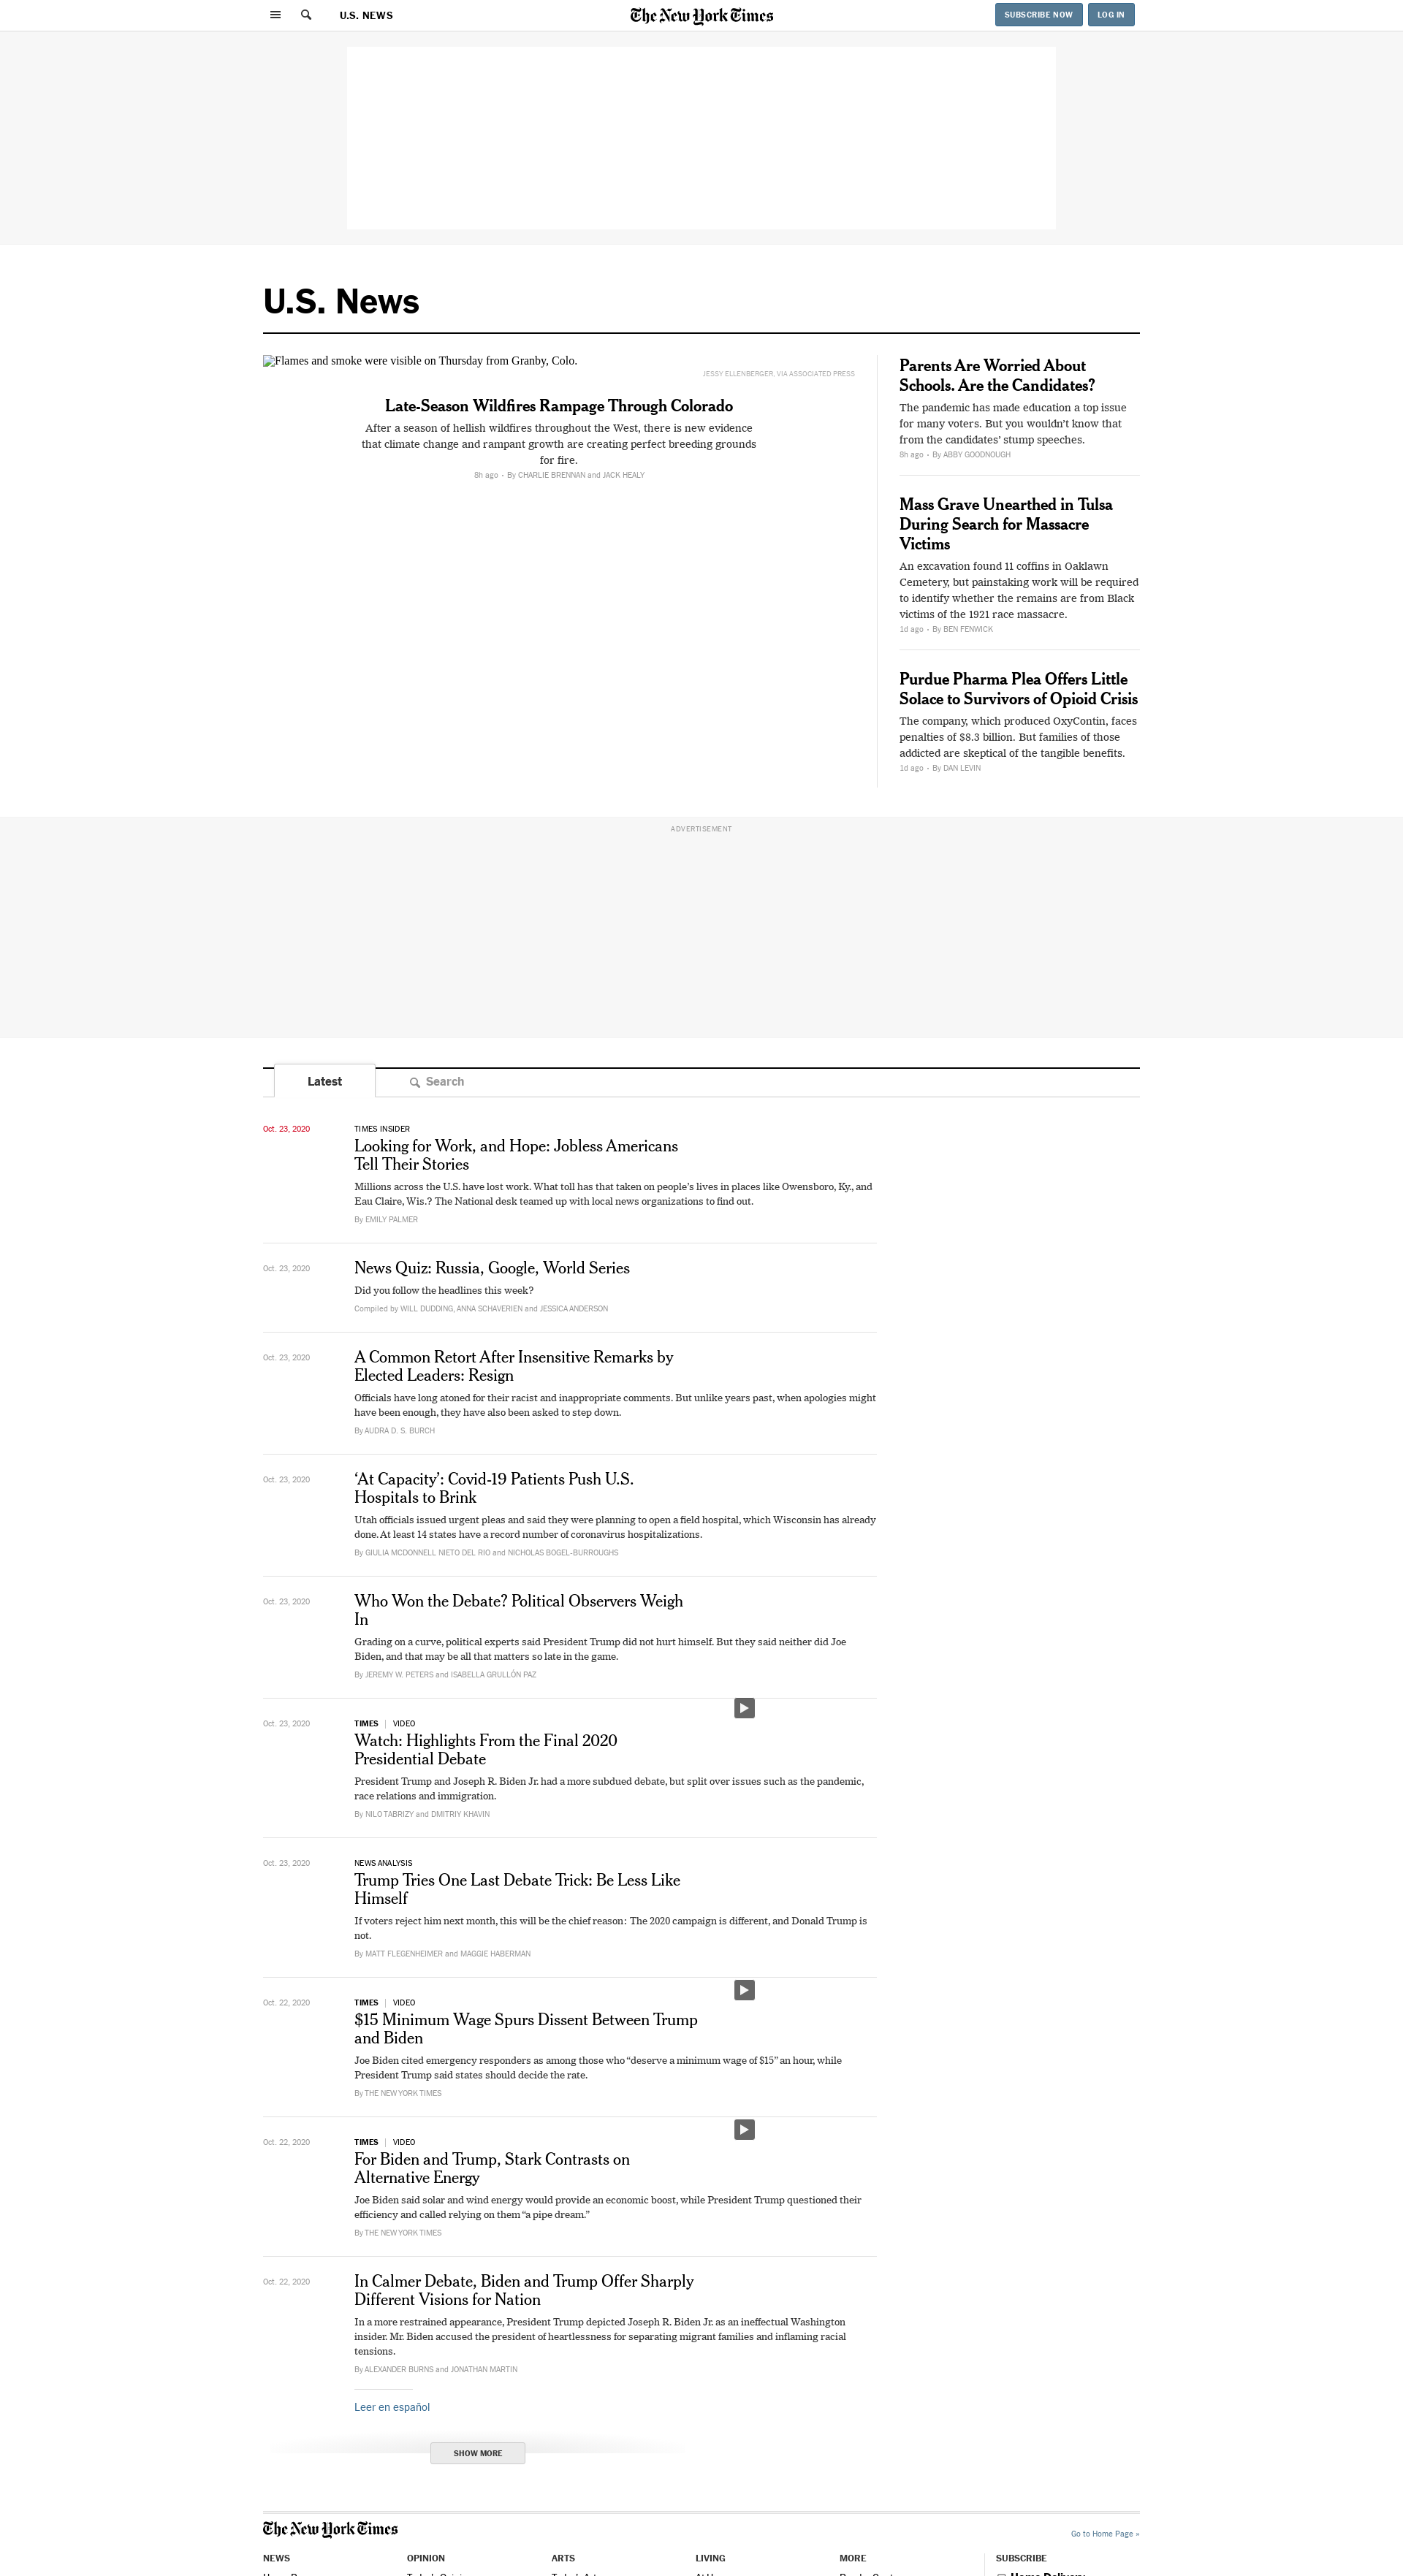 U.S. NEWS
The New York Times
SUBSCRIBE NOW
LOG IN
U.S. News
Flames and smoke were visible on Thursday from Granby, Colo.
JESSY ELLENBERGER, VIA ASSOCIATED PRESS
Late-Season Wildfires Rampage Through Colorado
After a season of hellish wildfires throughout the West, there is new evidence
that climate change and rampant growth are creating perfect breeding grounds
for fire.
8h ago • By CHARLIE BRENNAN and JACK HEALY
Parents Are Worried About
Schools. Are the Candidates?
The pandemic has made education a top issue
for many voters. But you wouldn’t know that
from the candidates’ stump speeches.
8h ago • By ABBY GOODNOUGH
Mass Grave Unearthed in Tulsa
During Search for Massacre
Victims
An excavation found 11 coffins in Oaklawn
Cemetery, but painstaking work will be required
to identify whether the remains are from Black
victims of the 1921 race massacre.
1d ago • By BEN FENWICK
Purdue Pharma Plea Offers Little
Solace to Survivors of Opioid Crisis
The company, which produced OxyContin, faces
penalties of $8.3 billion. But families of those
addicted are skeptical of the tangible benefits.
1d ago • By DAN LEVIN
ADVERTISEMENT
Latest
Search
Oct. 23, 2020
TIMES INSIDER
Looking for Work, and Hope: Jobless Americans
Tell Their Stories
Millions across the U.S. have lost work. What toll has that taken on people’s lives in places like Owensboro, Ky., and
Eau Claire, Wis.? The National desk teamed up with local news organizations to find out.
By EMILY PALMER
Oct. 23, 2020
News Quiz: Russia, Google, World Series
Did you follow the headlines this week?
Compiled by WILL DUDDING, ANNA SCHAVERIEN and JESSICA ANDERSON
Oct. 23, 2020
A Common Retort After Insensitive Remarks by
Elected Leaders: Resign
Officials have long atoned for their racist and inappropriate comments. But unlike years past, when apologies might
have been enough, they have also been asked to step down.
By AUDRA D. S. BURCH
Oct. 23, 2020
‘At Capacity’: Covid-19 Patients Push U.S.
Hospitals to Brink
Utah officials issued urgent pleas and said they were planning to open a field hospital, which Wisconsin has already
done. At least 14 states have a record number of coronavirus hospitalizations.
By GIULIA MCDONNELL NIETO DEL RIO and NICHOLAS BOGEL-BURROUGHS
Oct. 23, 2020
Who Won the Debate? Political Observers Weigh
In
Grading on a curve, political experts said President Trump did not hurt himself. But they said neither did Joe
Biden, and that may be all that matters so late in the game.
By JEREMY W. PETERS and ISABELLA GRULLÓN PAZ
Oct. 23, 2020
TIMES | VIDEO
Watch: Highlights From the Final 2020
Presidential Debate
President Trump and Joseph R. Biden Jr. had a more subdued debate, but split over issues such as the pandemic,
race relations and immigration.
By NILO TABRIZY and DMITRIY KHAVIN
Oct. 23, 2020
NEWS ANALYSIS
Trump Tries One Last Debate Trick: Be Less Like
Himself
If voters reject him next month, this will be the chief reason: The 2020 campaign is different, and Donald Trump is
not.
By MATT FLEGENHEIMER and MAGGIE HABERMAN
Oct. 22, 2020
TIMES | VIDEO
$15 Minimum Wage Spurs Dissent Between Trump
and Biden
Joe Biden cited emergency responders as among those who “deserve a minimum wage of $15” an hour, while
President Trump said states should decide the rate.
By THE NEW YORK TIMES
Oct. 22, 2020
TIMES | VIDEO
For Biden and Trump, Stark Contrasts on
Alternative Energy
Joe Biden said solar and wind energy would provide an economic boost, while President Trump questioned their
efficiency and called relying on them “a pipe dream.”
By THE NEW YORK TIMES
Oct. 22, 2020
In Calmer Debate, Biden and Trump Offer Sharply
Different Visions for Nation
In a more restrained appearance, President Trump depicted Joseph R. Biden Jr. as an ineffectual Washington
insider. Mr. Biden accused the president of heartlessness for separating migrant families and inflaming racial
tensions.
By ALEXANDER BURNS and JONATHAN MARTIN
Leer en español
SHOW MORE
The New York Times
Go to Home Page »
NEWS
OPINION
ARTS
LIVING
MORE
SUBSCRIBE